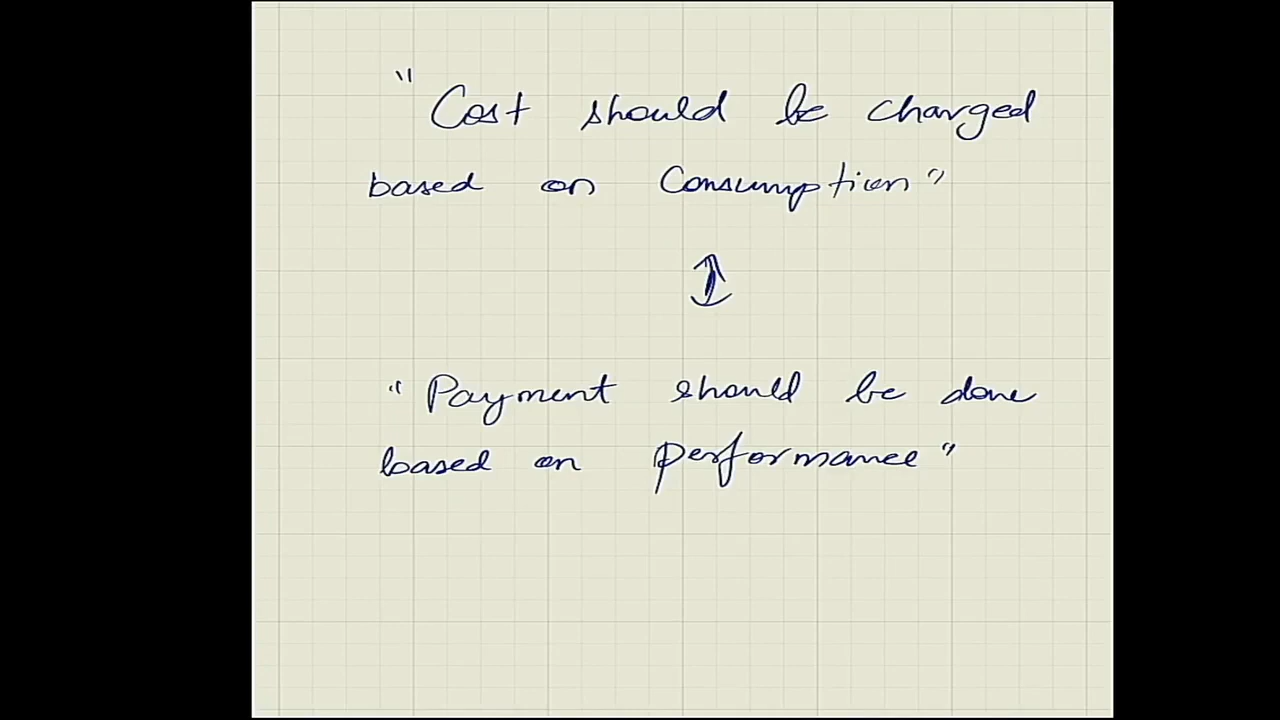 "Cost should be charged
based on Consumption"
↕
"Payment should be done
based on performance"